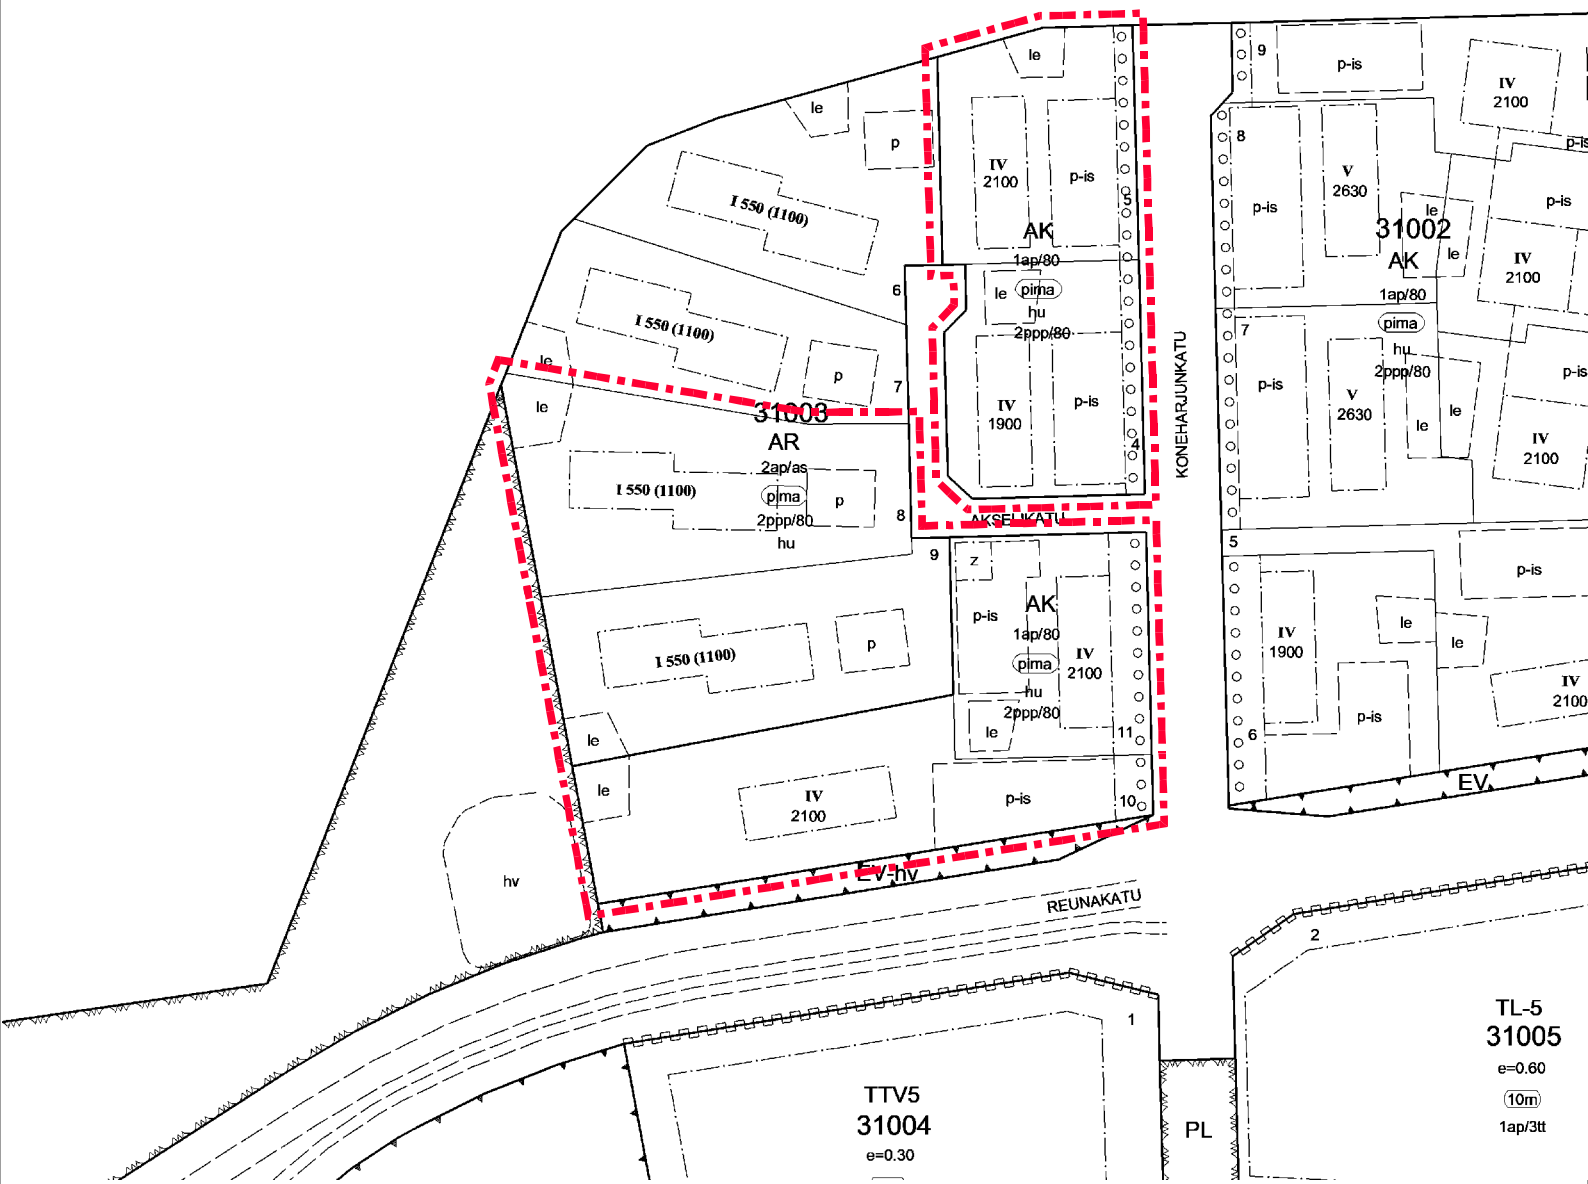 le
9
p-is
IV
2100
le
p
IV
2100
p-is
5
8
p-is
V
2630
le
p-is
p-is
I 550 (1100)
AK
1ap/80
pima
hu
2ppp/80
le
31002
AK
1ap/80
pima
hu
2ppp/80
le
IV
2100
6
I 550 (1100)
7
p
le
7
KONEHARJUNKATU
p-is
V
2630
le
le
p-is
IV
2100
le
31003
AR
2ap/as
pima
2ppp/80
hu
IV
1900
p-is
4
I 550 (1100)
p
8
AKSELIKATU
9
z
p-is
AK
1ap/80
pima
hu
2ppp/80
IV
2100
le
11
5
IV
1900
p-is
le
le
p-is
6
IV
2100
I 550 (1100)
p
le
le
IV
2100
p-is
10
EV
hv
EV-hv
REUNAKATU
2
1
TTV5
31004
e=0.30
PL
TL-5
31005
e=0.60
10m
1ap/3tt